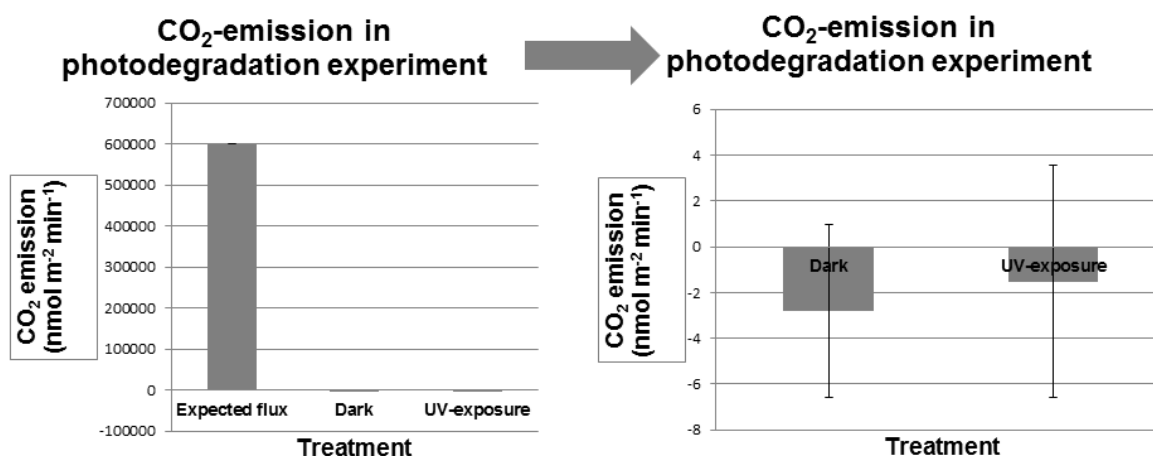 CO₂-emission in
photodegradation experiment
700000
600000
500000
400000
300000
200000
100000
0
-100000
CO₂ emission
(nmol m⁻² min⁻¹)
Expected flux Dark UV-exposure
Treatment
CO₂-emission in
photodegradation experiment
6
4
2
0
-2
-4
-6
-8
CO₂ emission
(nmol m⁻² min⁻¹)
Dark UV-exposure
Treatment